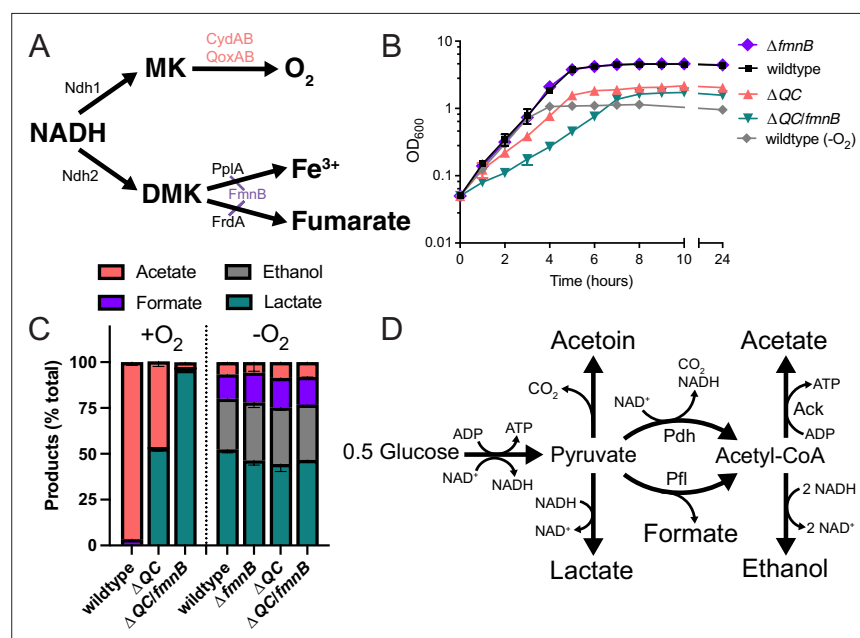 A
CydAB
QoxAB
MK
O2
Ndh1
NADH
Ndh2
PplA
Fe3+
DMK
FmnB
FrdA
Fumarate
B
OD600
10
1
0.1
0.01
0 2 4 6 8 10 24
Time (hours)
ΔfmnB
wildtype
ΔQC
ΔQC/fmnB
wildtype (-O2)
C
Acetate
Ethanol
Formate
Lactate
+O2
-O2
Products (% total)
100
75
50
25
0
wildtype
ΔQC
ΔQC/fmnB
wildtype
ΔfmnB
ΔQC
ΔQC/fmnB
D
Acetoin
Acetate
CO2
CO2
NADH
NAD+
ATP
Ack
ADP
0.5 Glucose
ADP
ATP
NAD+
NADH
Pyruvate
Pdh
Acetyl-CoA
Pfl
NADH
NAD+
Formate
2 NADH
2 NAD+
Lactate
Ethanol